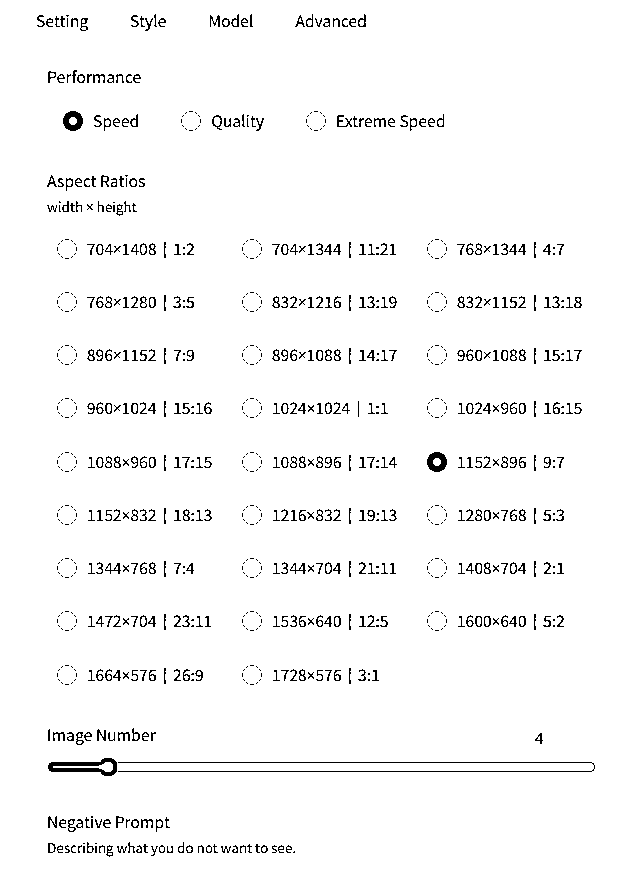 Setting Style Model Advanced
Performance
Speed Quality Extreme Speed
Aspect Ratios
width × height
704×1408 ¦ 1:2 704×1344 ¦ 11:21 768×1344 ¦ 4:7
768×1280 ¦ 3:5 832×1216 ¦ 13:19 832×1152 ¦ 13:18
896×1152 ¦ 7:9 896×1088 ¦ 14:17 960×1088 ¦ 15:17
960×1024 ¦ 15:16 1024×1024 | 1:1 1024×960 ¦ 16:15
1088×960 ¦ 17:15 1088×896 ¦ 17:14 1152×896 ¦ 9:7
1152×832 ¦ 18:13 1216×832 ¦ 19:13 1280×768 ¦ 5:3
1344×768 ¦ 7:4 1344×704 ¦ 21:11 1408×704 ¦ 2:1
1472×704 ¦ 23:11 1536×640 ¦ 12:5 1600×640 ¦ 5:2
1664×576 ¦ 26:9 1728×576 ¦ 3:1
Image Number 4
Negative Prompt
Describing what you do not want to see.